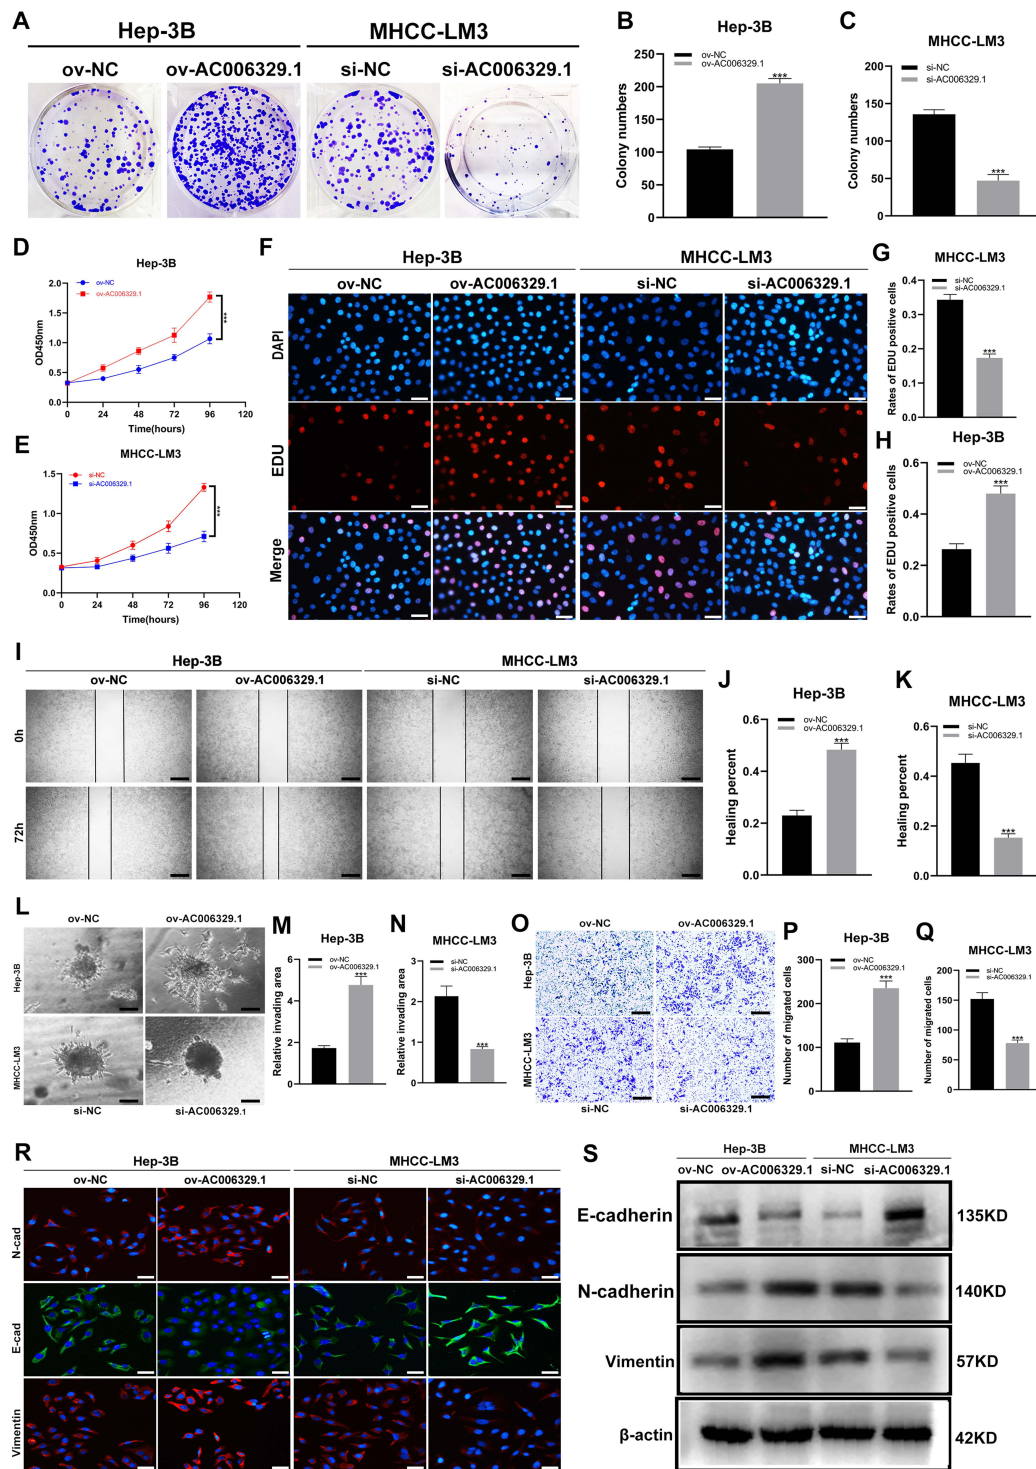 A
Hep-3B
MHCC-LM3
ov-NC
ov-AC006329.1
si-NC
si-AC006329.1
B
Hep-3B
ov-NC
ov-AC006329.1
Colony numbers
250
200
150
100
50
0
***
C
MHCC-LM3
si-NC
si-AC006329.1
Colony numbers
200
150
100
50
0
***
D
Hep-3B
ov-NC
ov-AC006329.1
OD450nm
2.0
1.5
1.0
0.5
0.0
0
24
48
72
96
120
Time(hours)
***
E
MHCC-LM3
si-NC
si-AC006329.1
OD450nm
1.5
1.0
0.5
0.0
0
24
48
72
96
120
Time(hours)
***
F
Hep-3B
MHCC-LM3
ov-NC
ov-AC006329.1
si-NC
si-AC006329.1
DAPI
EDU
Merge
G
MHCC-LM3
si-NC
si-AC006329.1
Rates of EDU positive cells
0.4
0.3
0.2
0.1
0.0
***
H
Hep-3B
ov-NC
ov-AC006329.1
Rates of EDU positive cells
0.6
0.4
0.2
0.0
***
I
Hep-3B
MHCC-LM3
ov-NC
ov-AC006329.1
si-NC
si-AC006329.1
0h
72h
J
Hep-3B
ov-NC
ov-AC006329.1
Healing percent
0.6
0.4
0.2
0.0
***
K
MHCC-LM3
si-NC
si-AC006329.1
Healing percent
0.6
0.4
0.2
0.0
***
L
ov-NC
ov-AC006329.1
Hep-3B
MHCC-LM3
si-NC
si-AC006329.1
M
Hep-3B
ov-NC
ov-AC006329.1
Relative invading area
6
4
2
0
***
N
MHCC-LM3
si-NC
si-AC006329.1
Relative invading area
3
2
1
0
***
O
ov-NC
ov-AC006329.1
Hep-3B
MHCC-LM3
si-NC
si-AC006329.1
P
Hep-3B
ov-NC
ov-AC006329.1
Number of migrated cells
300
200
100
0
***
Q
MHCC-LM3
si-NC
si-AC006329.1
Number of migrated cells
200
150
100
50
0
***
R
Hep-3B
MHCC-LM3
ov-NC
ov-AC006329.1
si-NC
si-AC006329.1
N-cad
E-cad
Vimentin
S
Hep-3B
MHCC-LM3
ov-NC
ov-AC006329.1
si-NC
si-AC006329.1
E-cadherin
135KD
N-cadherin
140KD
Vimentin
57KD
β-actin
42KD